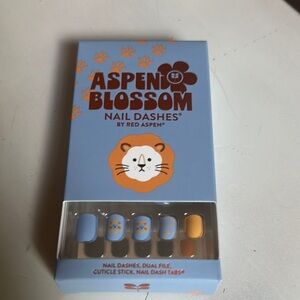 ASPEN
BLOSSOM
NAIL DASHES®
BY RED ASPEN®
NAIL DASHES, DUAL FILE,
CUTICLE STICK, NAIL DASH TABS®